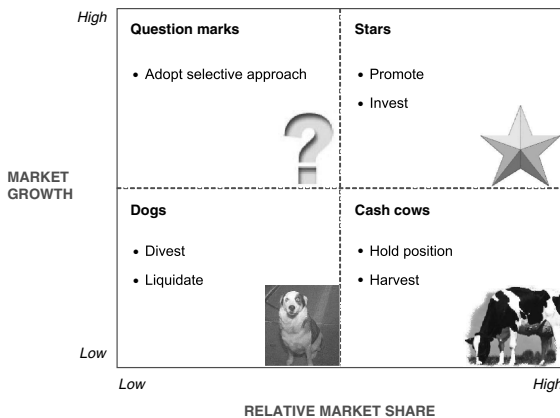 High
Question marks
• Adopt selective approach
Stars
• Promote
• Invest
MARKET
GROWTH
Dogs
• Divest
• Liquidate
Cash cows
• Hold position
• Harvest
Low
Low
High
RELATIVE MARKET SHARE